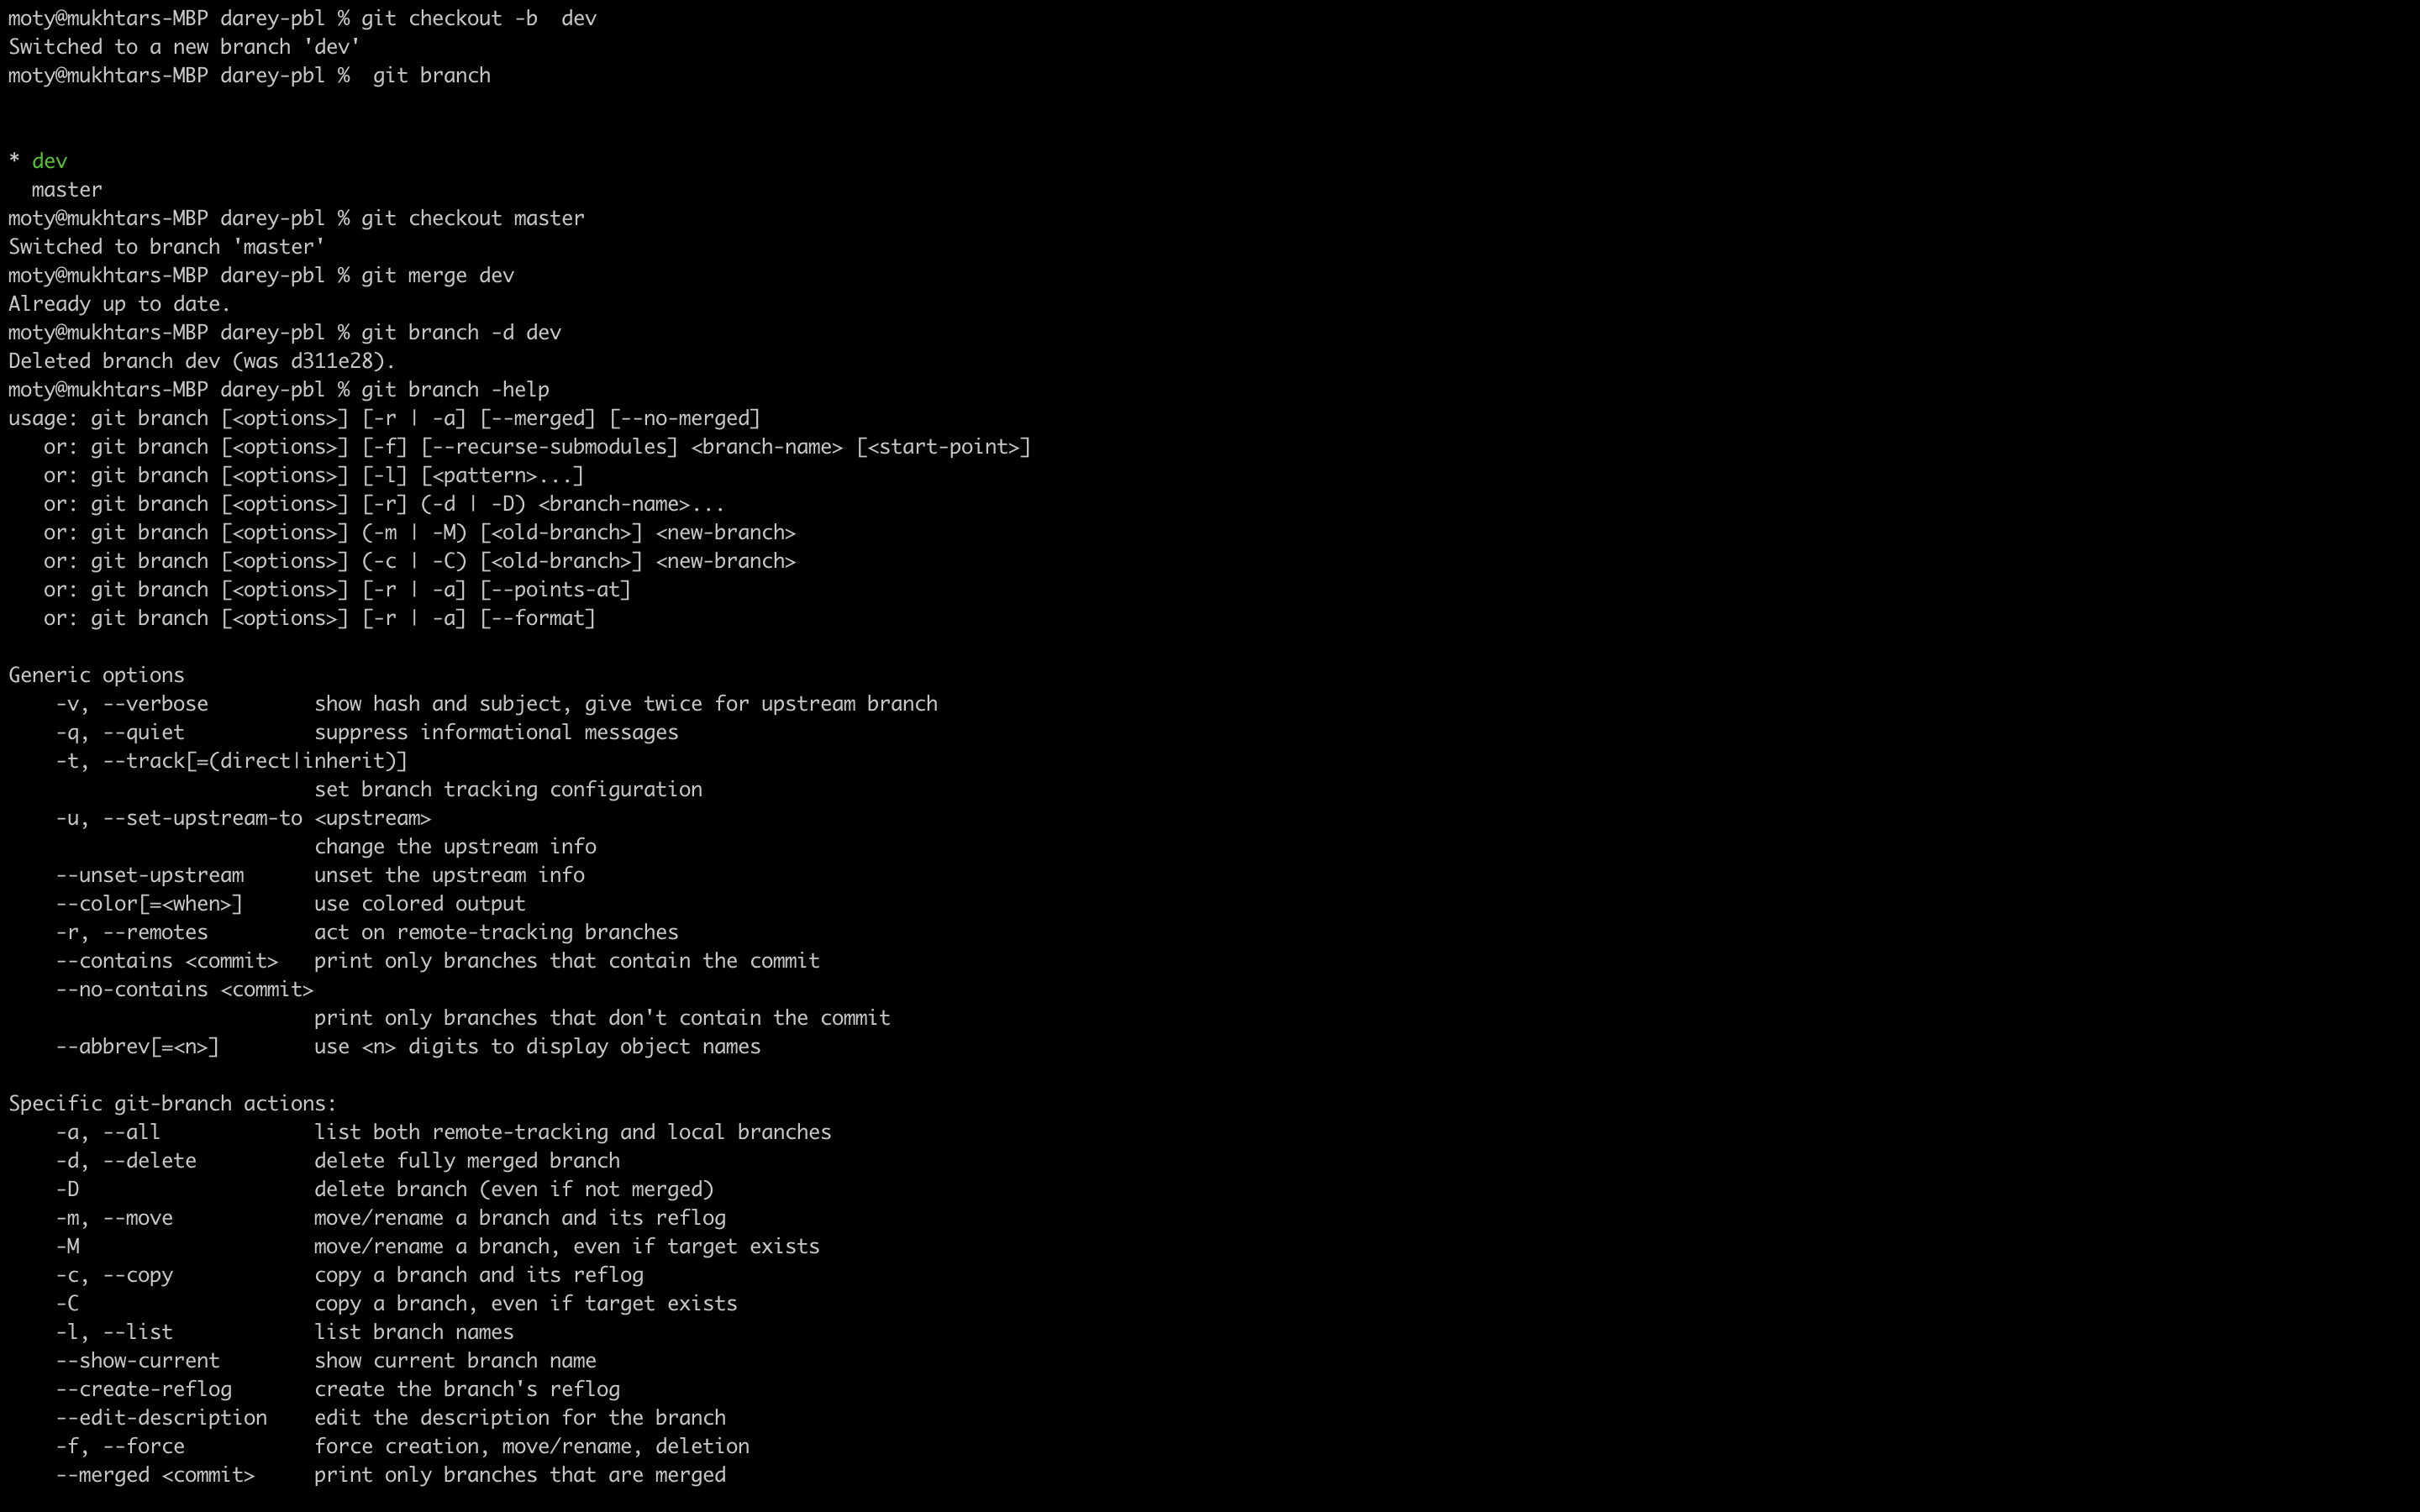 moty@mukhtars-MBP darey-pbl % git checkout -b  dev
Switched to a new branch 'dev'
moty@mukhtars-MBP darey-pbl %  git branch
* dev
  master
moty@mukhtars-MBP darey-pbl % git checkout master
Switched to branch 'master'
moty@mukhtars-MBP darey-pbl % git merge dev
Already up to date.
moty@mukhtars-MBP darey-pbl % git branch -d dev
Deleted branch dev (was d311e28).
moty@mukhtars-MBP darey-pbl % git branch -help
usage: git branch [<options>] [-r | -a] [--merged] [--no-merged]
   or: git branch [<options>] [-f] [--recurse-submodules] <branch-name> [<start-point>]
   or: git branch [<options>] [-l] [<pattern>...]
   or: git branch [<options>] [-r] (-d | -D) <branch-name>...
   or: git branch [<options>] (-m | -M) [<old-branch>] <new-branch>
   or: git branch [<options>] (-c | -C) [<old-branch>] <new-branch>
   or: git branch [<options>] [-r | -a] [--points-at]
   or: git branch [<options>] [-r | -a] [--format]
Generic options
    -v, --verbose         show hash and subject, give twice for upstream branch
    -q, --quiet           suppress informational messages
    -t, --track[=(direct|inherit)]
                          set branch tracking configuration
    -u, --set-upstream-to <upstream>
                          change the upstream info
    --unset-upstream      unset the upstream info
    --color[=<when>]      use colored output
    -r, --remotes         act on remote-tracking branches
    --contains <commit>   print only branches that contain the commit
    --no-contains <commit>
                          print only branches that don't contain the commit
    --abbrev[=<n>]        use <n> digits to display object names
Specific git-branch actions:
    -a, --all             list both remote-tracking and local branches
    -d, --delete          delete fully merged branch
    -D                    delete branch (even if not merged)
    -m, --move            move/rename a branch and its reflog
    -M                    move/rename a branch, even if target exists
    -c, --copy            copy a branch and its reflog
    -C                    copy a branch, even if target exists
    -l, --list            list branch names
    --show-current        show current branch name
    --create-reflog       create the branch's reflog
    --edit-description    edit the description for the branch
    -f, --force           force creation, move/rename, deletion
    --merged <commit>     print only branches that are merged